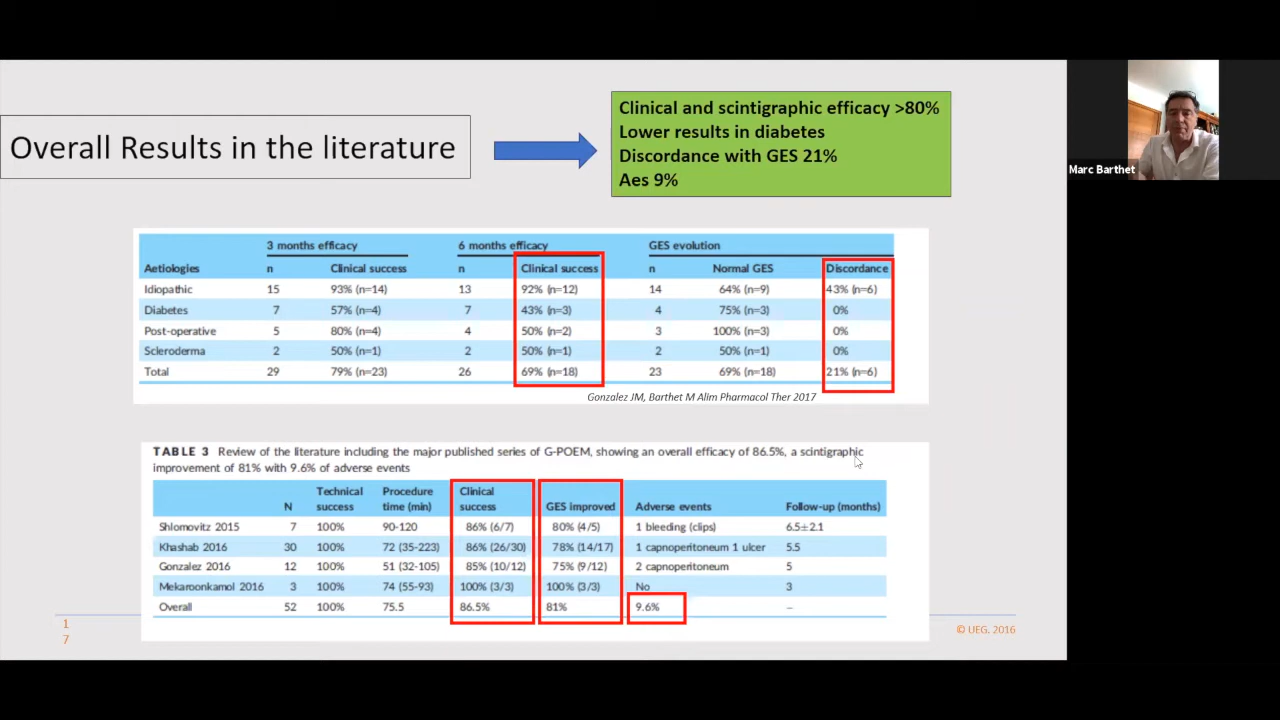 Overall Results in the literature
Clinical and scintigraphic efficacy >80%
Lower results in diabetes
Discordance with GES 21%
Aes 9%
Marc Barthet
3 months efficacy 6 months efficacy GES evolution
Aetiologies n Clinical success n Clinical success n Normal GES Discordance
Idiopathic 15 93% (n=14) 13 92% (n=12) 14 64% (n=9) 43% (n=6)
Diabetes 7 57% (n=4) 7 43% (n=3) 4 75% (n=3) 0%
Post-operative 5 80% (n=4) 4 50% (n=2) 3 100% (n=3) 0%
Scleroderma 2 50% (n=1) 2 50% (n=1) 2 50% (n=1) 0%
Total 29 79% (n=23) 26 69% (n=18) 23 69% (n=18) 21% (n=6)
Gonzalez JM, Barthet M Alim Pharmacol Ther 2017
TABLE 3 Review of the literature including the major published series of G-POEM, showing an overall efficacy of 86.5%, a scintigraphic
improvement of 81% with 9.6% of adverse events
Technical Procedure Clinical
N success time (min) success GES improved Adverse events Follow-up (months)
Shlomovitz 2015 7 100% 90-120 86% (6/7) 80% (4/5) 1 bleeding (clips) 6.5±2.1
Khashab 2016 30 100% 72 (35-223) 86% (26/30) 78% (14/17) 1 capnoperitoneum 1 ulcer 5.5
Gonzalez 2016 12 100% 51 (32-105) 85% (10/12) 75% (9/12) 2 capnoperitoneum 5
Mekaroonkamol 2016 3 100% 74 (55-93) 100% (3/3) 100% (3/3) No 3
Overall 52 100% 75.5 86.5% 81% 9.6% –
1
7
© UEG, 2016